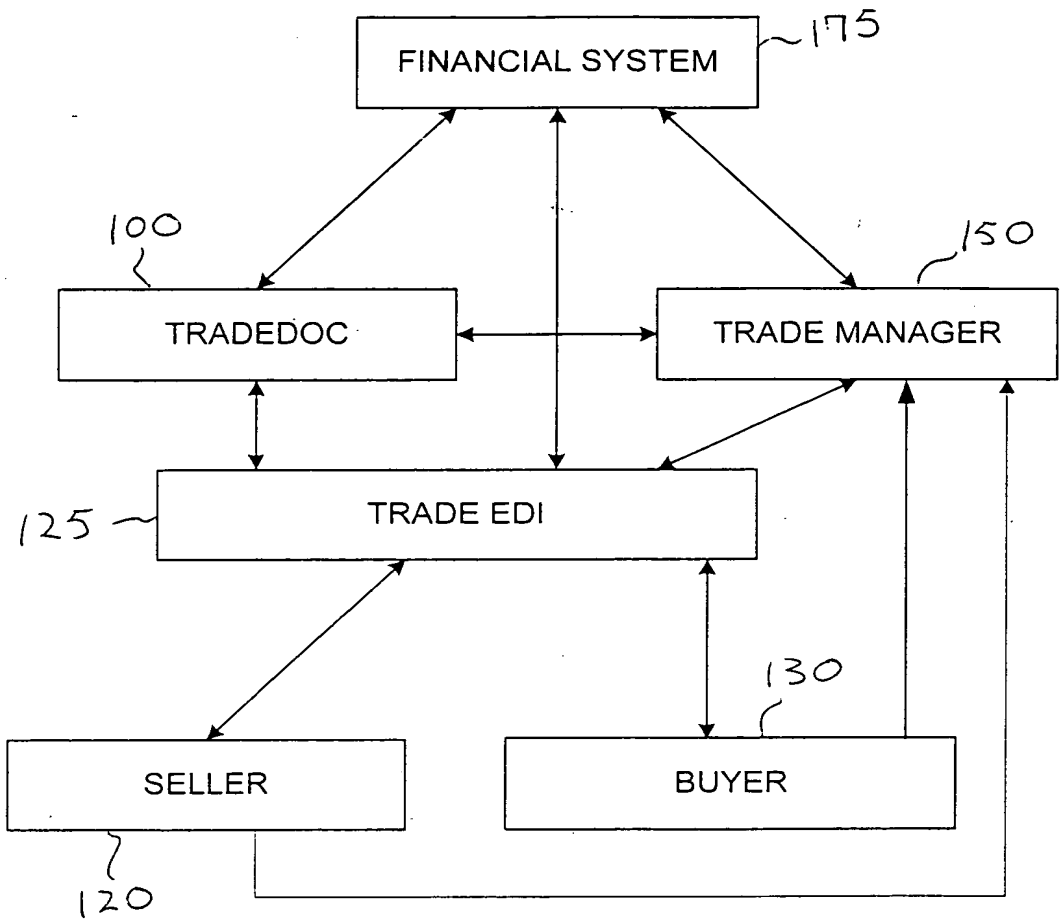 175
FINANCIAL SYSTEM
100
150
TRADEDOC
TRADE MANAGER
125
TRADE EDI
130
SELLER
BUYER
120